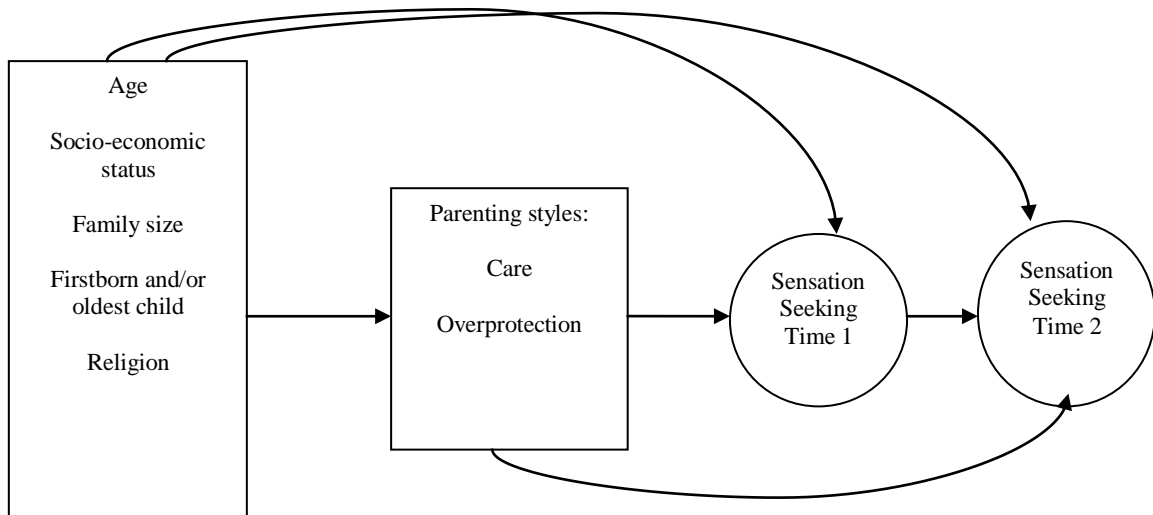 Age
Socio-economic
status
Family size
Firstborn and/or
oldest child
Religion
Parenting styles:
Care
Overprotection
Sensation
Seeking
Time 1
Sensation
Seeking
Time 2